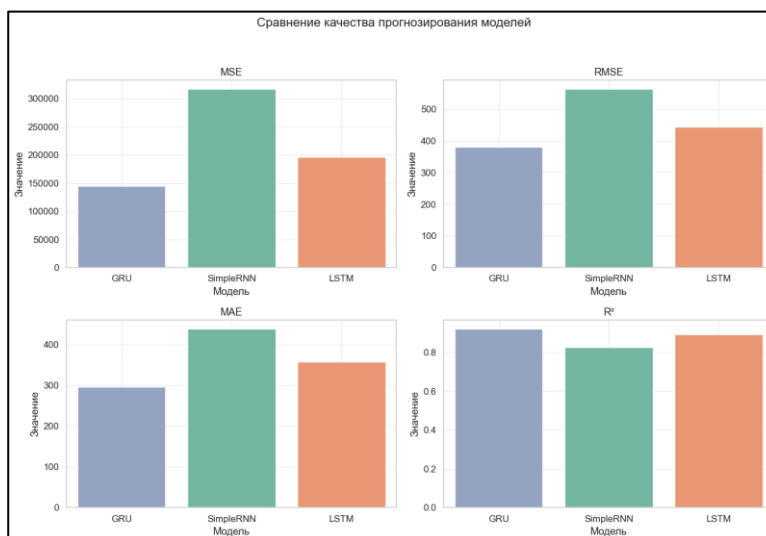 Сравнение качества прогнозирования моделей
MSE
Значение
300000
250000
200000
150000
100000
50000
0
GRU
SimpleRNN
LSTM
Модель
RMSE
Значение
500
400
300
200
100
0
GRU
SimpleRNN
LSTM
Модель
MAE
Значение
400
300
200
100
0
GRU
SimpleRNN
LSTM
Модель
R²
Значение
0.8
0.6
0.4
0.2
0.0
GRU
SimpleRNN
LSTM
Модель